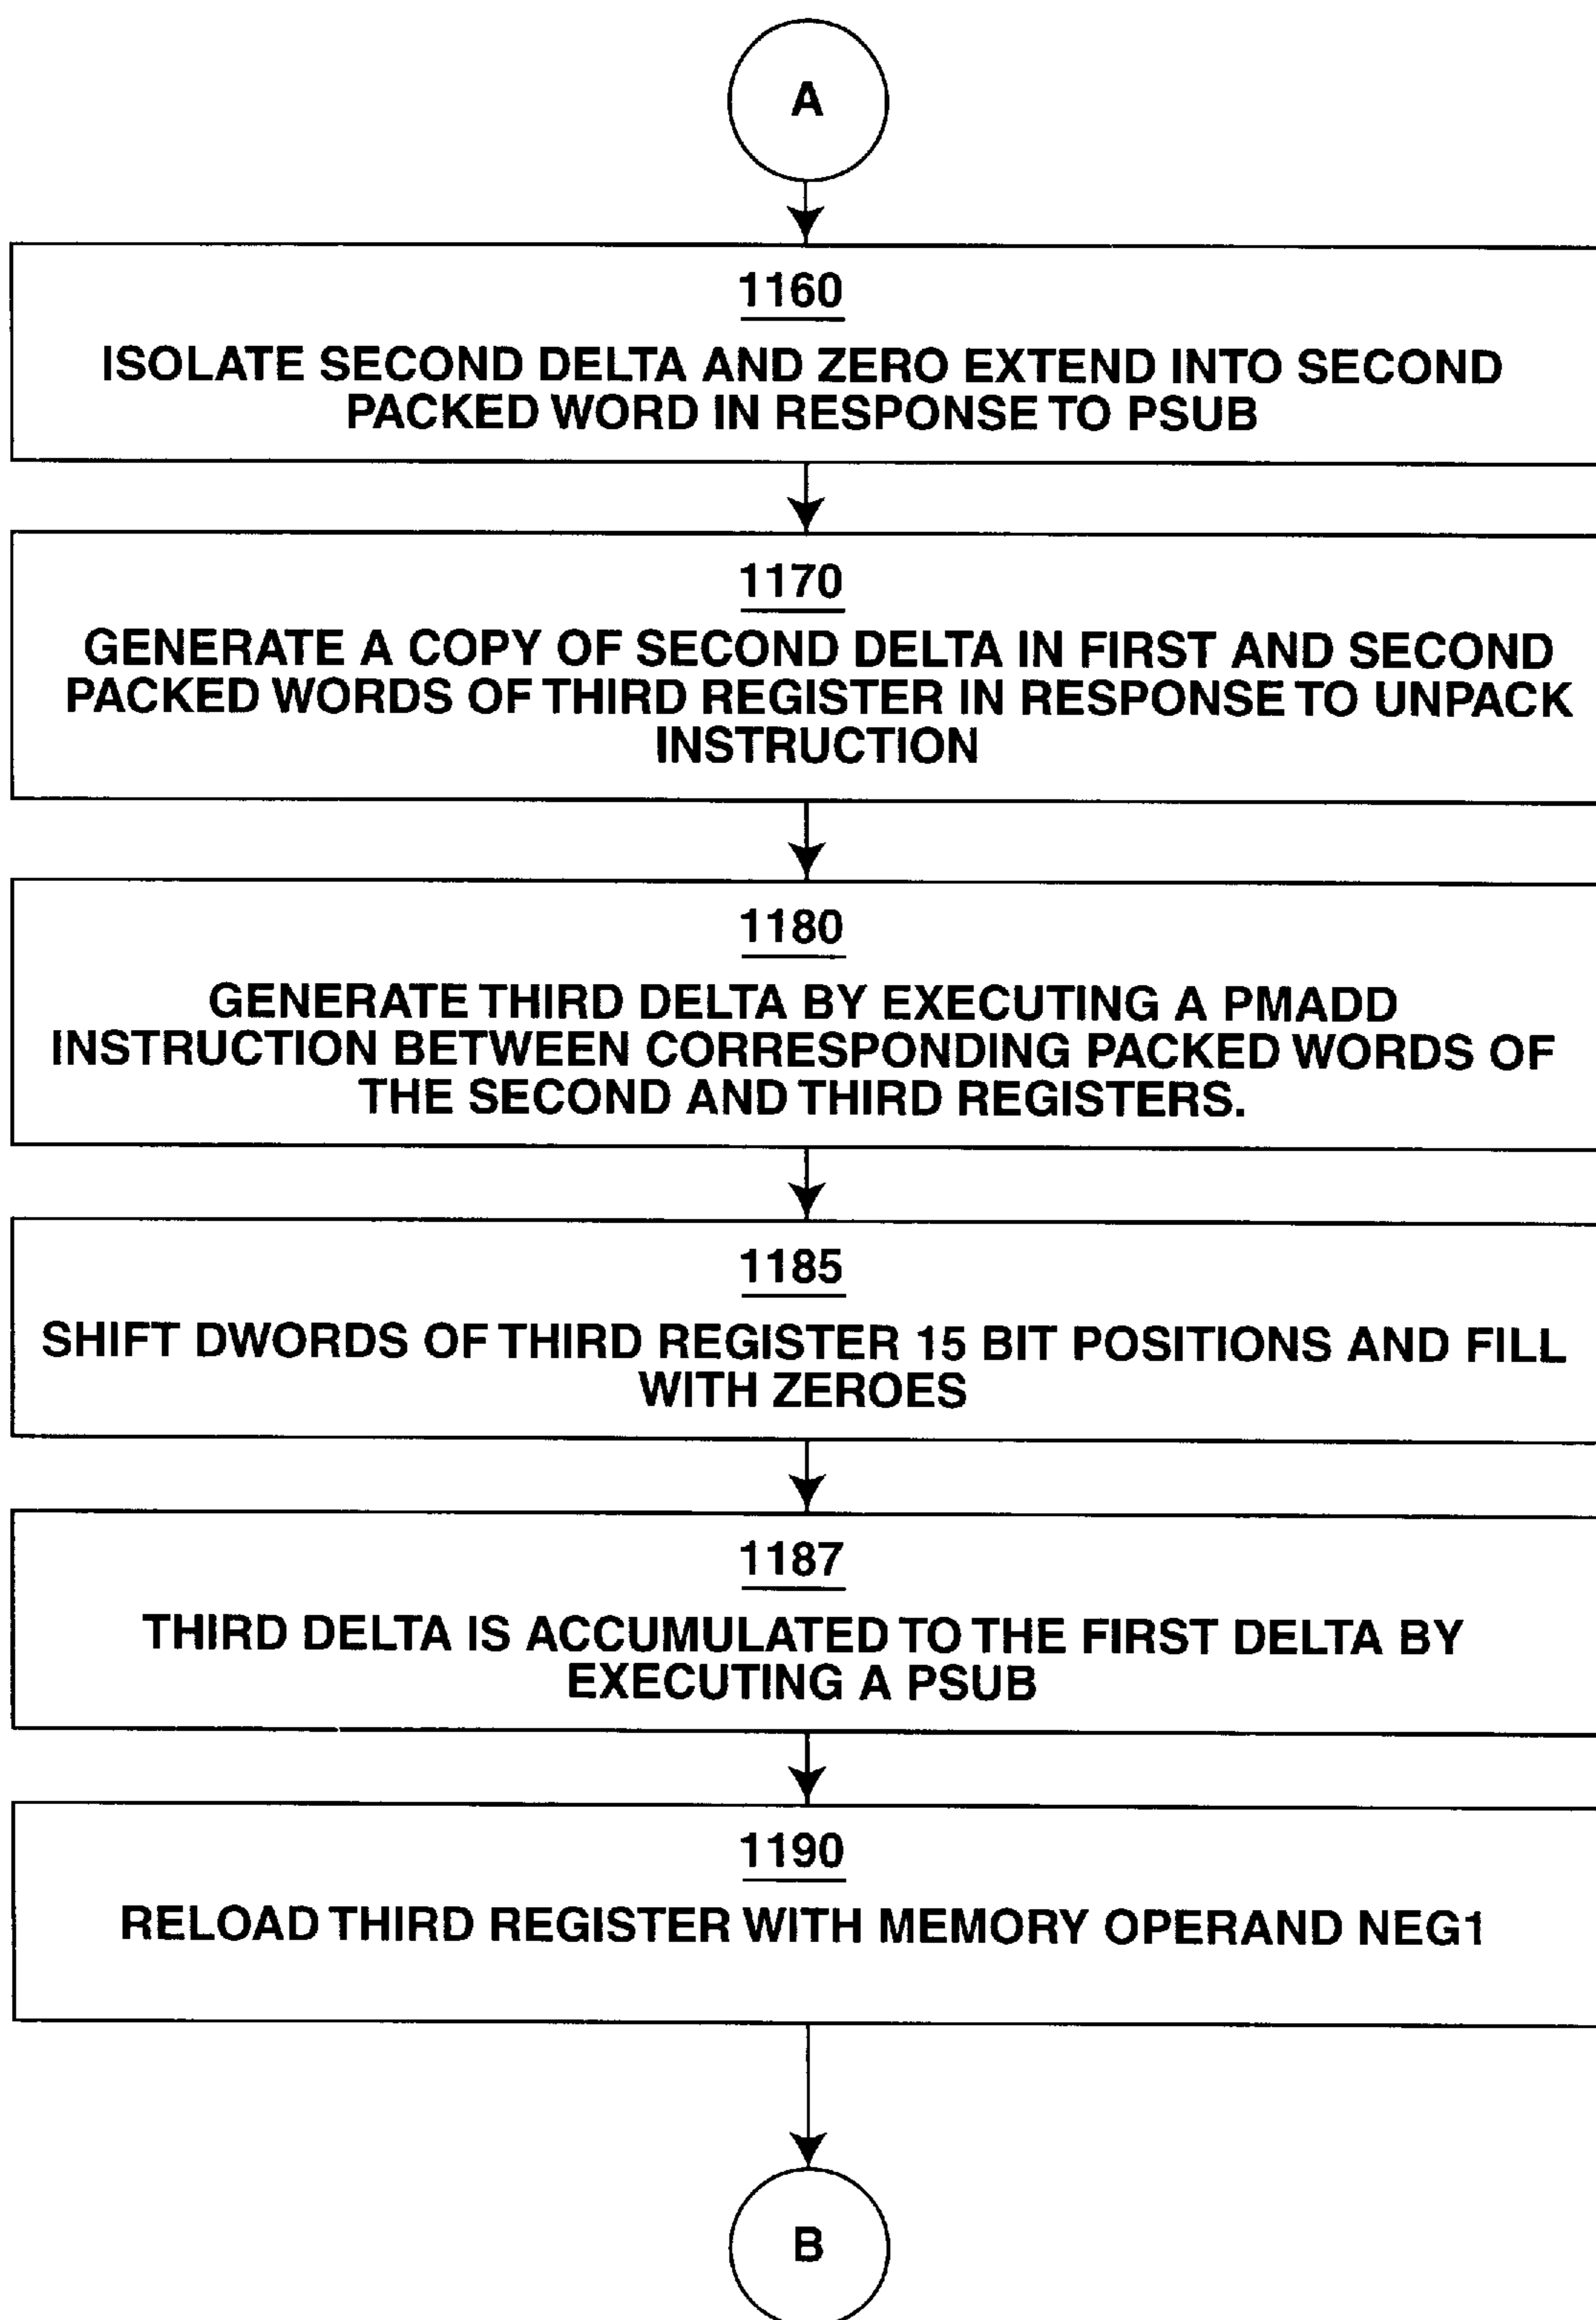 A
1160
ISOLATE SECOND DELTA AND ZERO EXTEND INTO SECOND
PACKED WORD IN RESPONSE TO PSUB
1170
GENERATE A COPY OF SECOND DELTA IN FIRST AND SECOND
PACKED WORDS OF THIRD REGISTER IN RESPONSE TO UNPACK
INSTRUCTION
1180
GENERATE THIRD DELTA BY EXECUTING A PMADD
INSTRUCTION BETWEEN CORRESPONDING PACKED WORDS OF
THE SECOND AND THIRD REGISTERS.
1185
SHIFT DWORDS OF THIRD REGISTER 15 BIT POSITIONS AND FILL
WITH ZEROES
1187
THIRD DELTA IS ACCUMULATED TO THE FIRST DELTA BY
EXECUTING A PSUB
1190
RELOAD THIRD REGISTER WITH MEMORY OPERAND NEG1
B